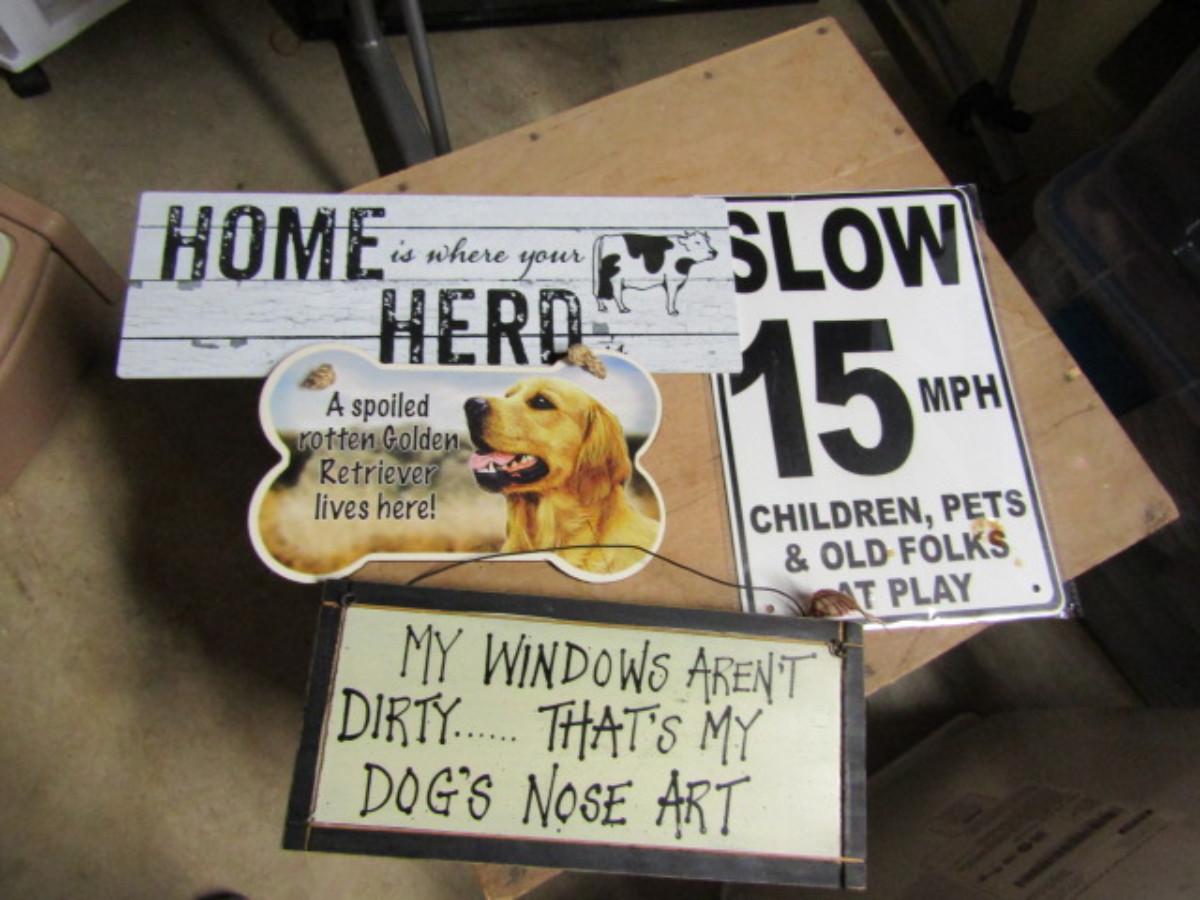 HOME is where your
HERD is
SLOW
15 MPH
CHILDREN, PETS
& OLD FOLKS
AT PLAY
A spoiled
rotten Golden
Retriever
lives here!
MY WINDOWS AREN'T
DIRTY...... THAT'S MY
DOG'S NOSE ART